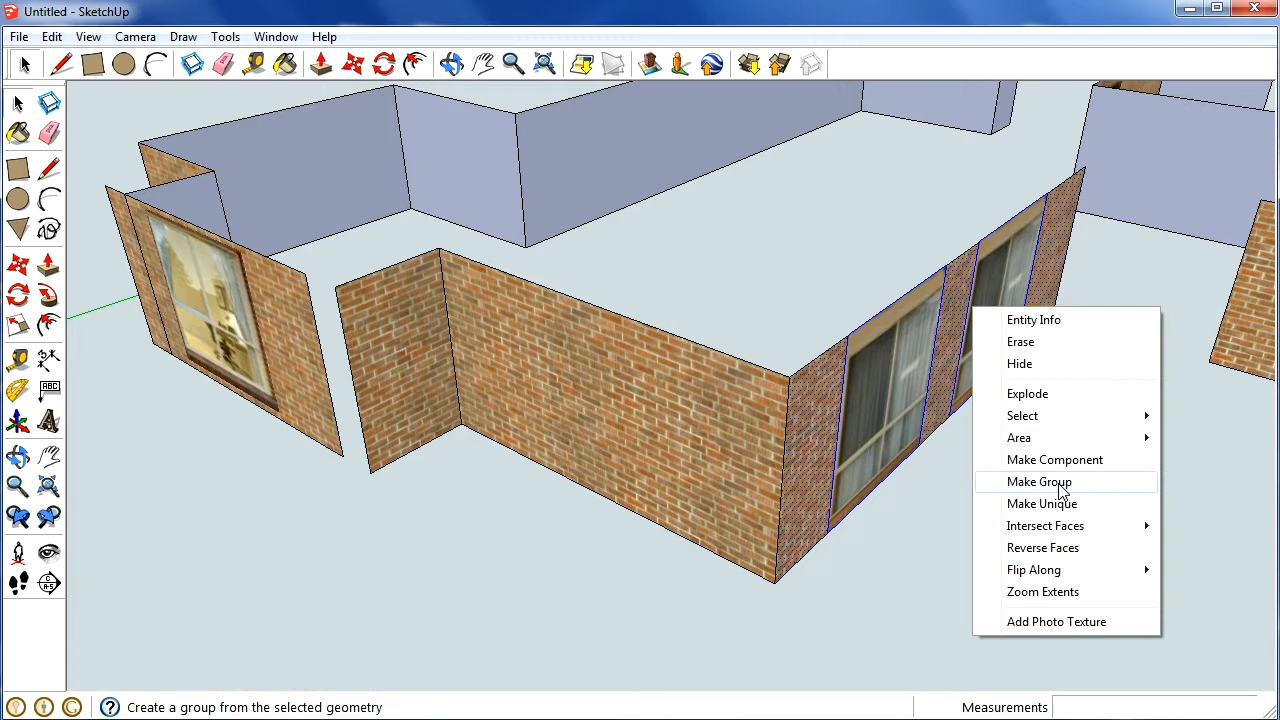 Untitled - SketchUp
File Edit View Camera Draw Tools Window Help
ABC
Entity Info
Erase
Hide
Explode
Select
Area
Make Component
Make Group
Make Unique
Intersect Faces
Reverse Faces
Flip Along
Zoom Extents
Add Photo Texture
Create a group from the selected geometry
Measurements